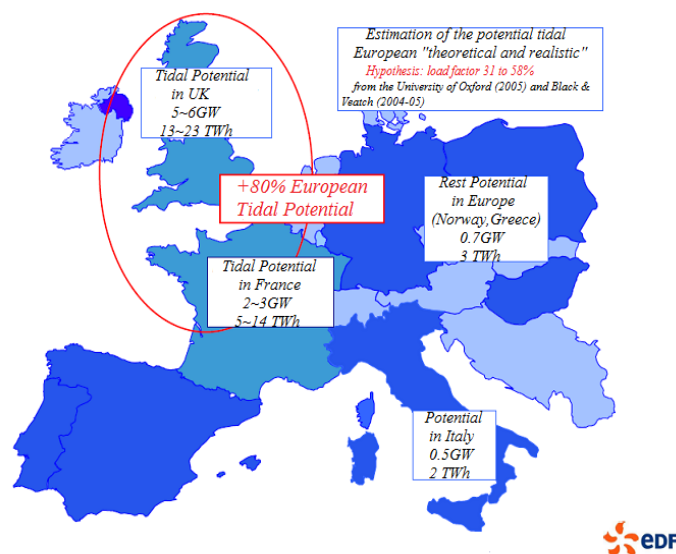 Estimation of the potential tidal
European "theoretical and realistic"
Hypothesis: load factor 31 to 58%
from the University of Oxford (2005) and Black &
Veatch (2004-05)
Tidal Potential
in UK
5~6GW
13~23 TWh
+80% European
Tidal Potential
Rest Potential
in Europe
(Norway,Greece)
0.7GW
3 TWh
Tidal Potential
in France
2~3GW
5~14 TWh
Potential
in Italy
0.5GW
2 TWh
eDF